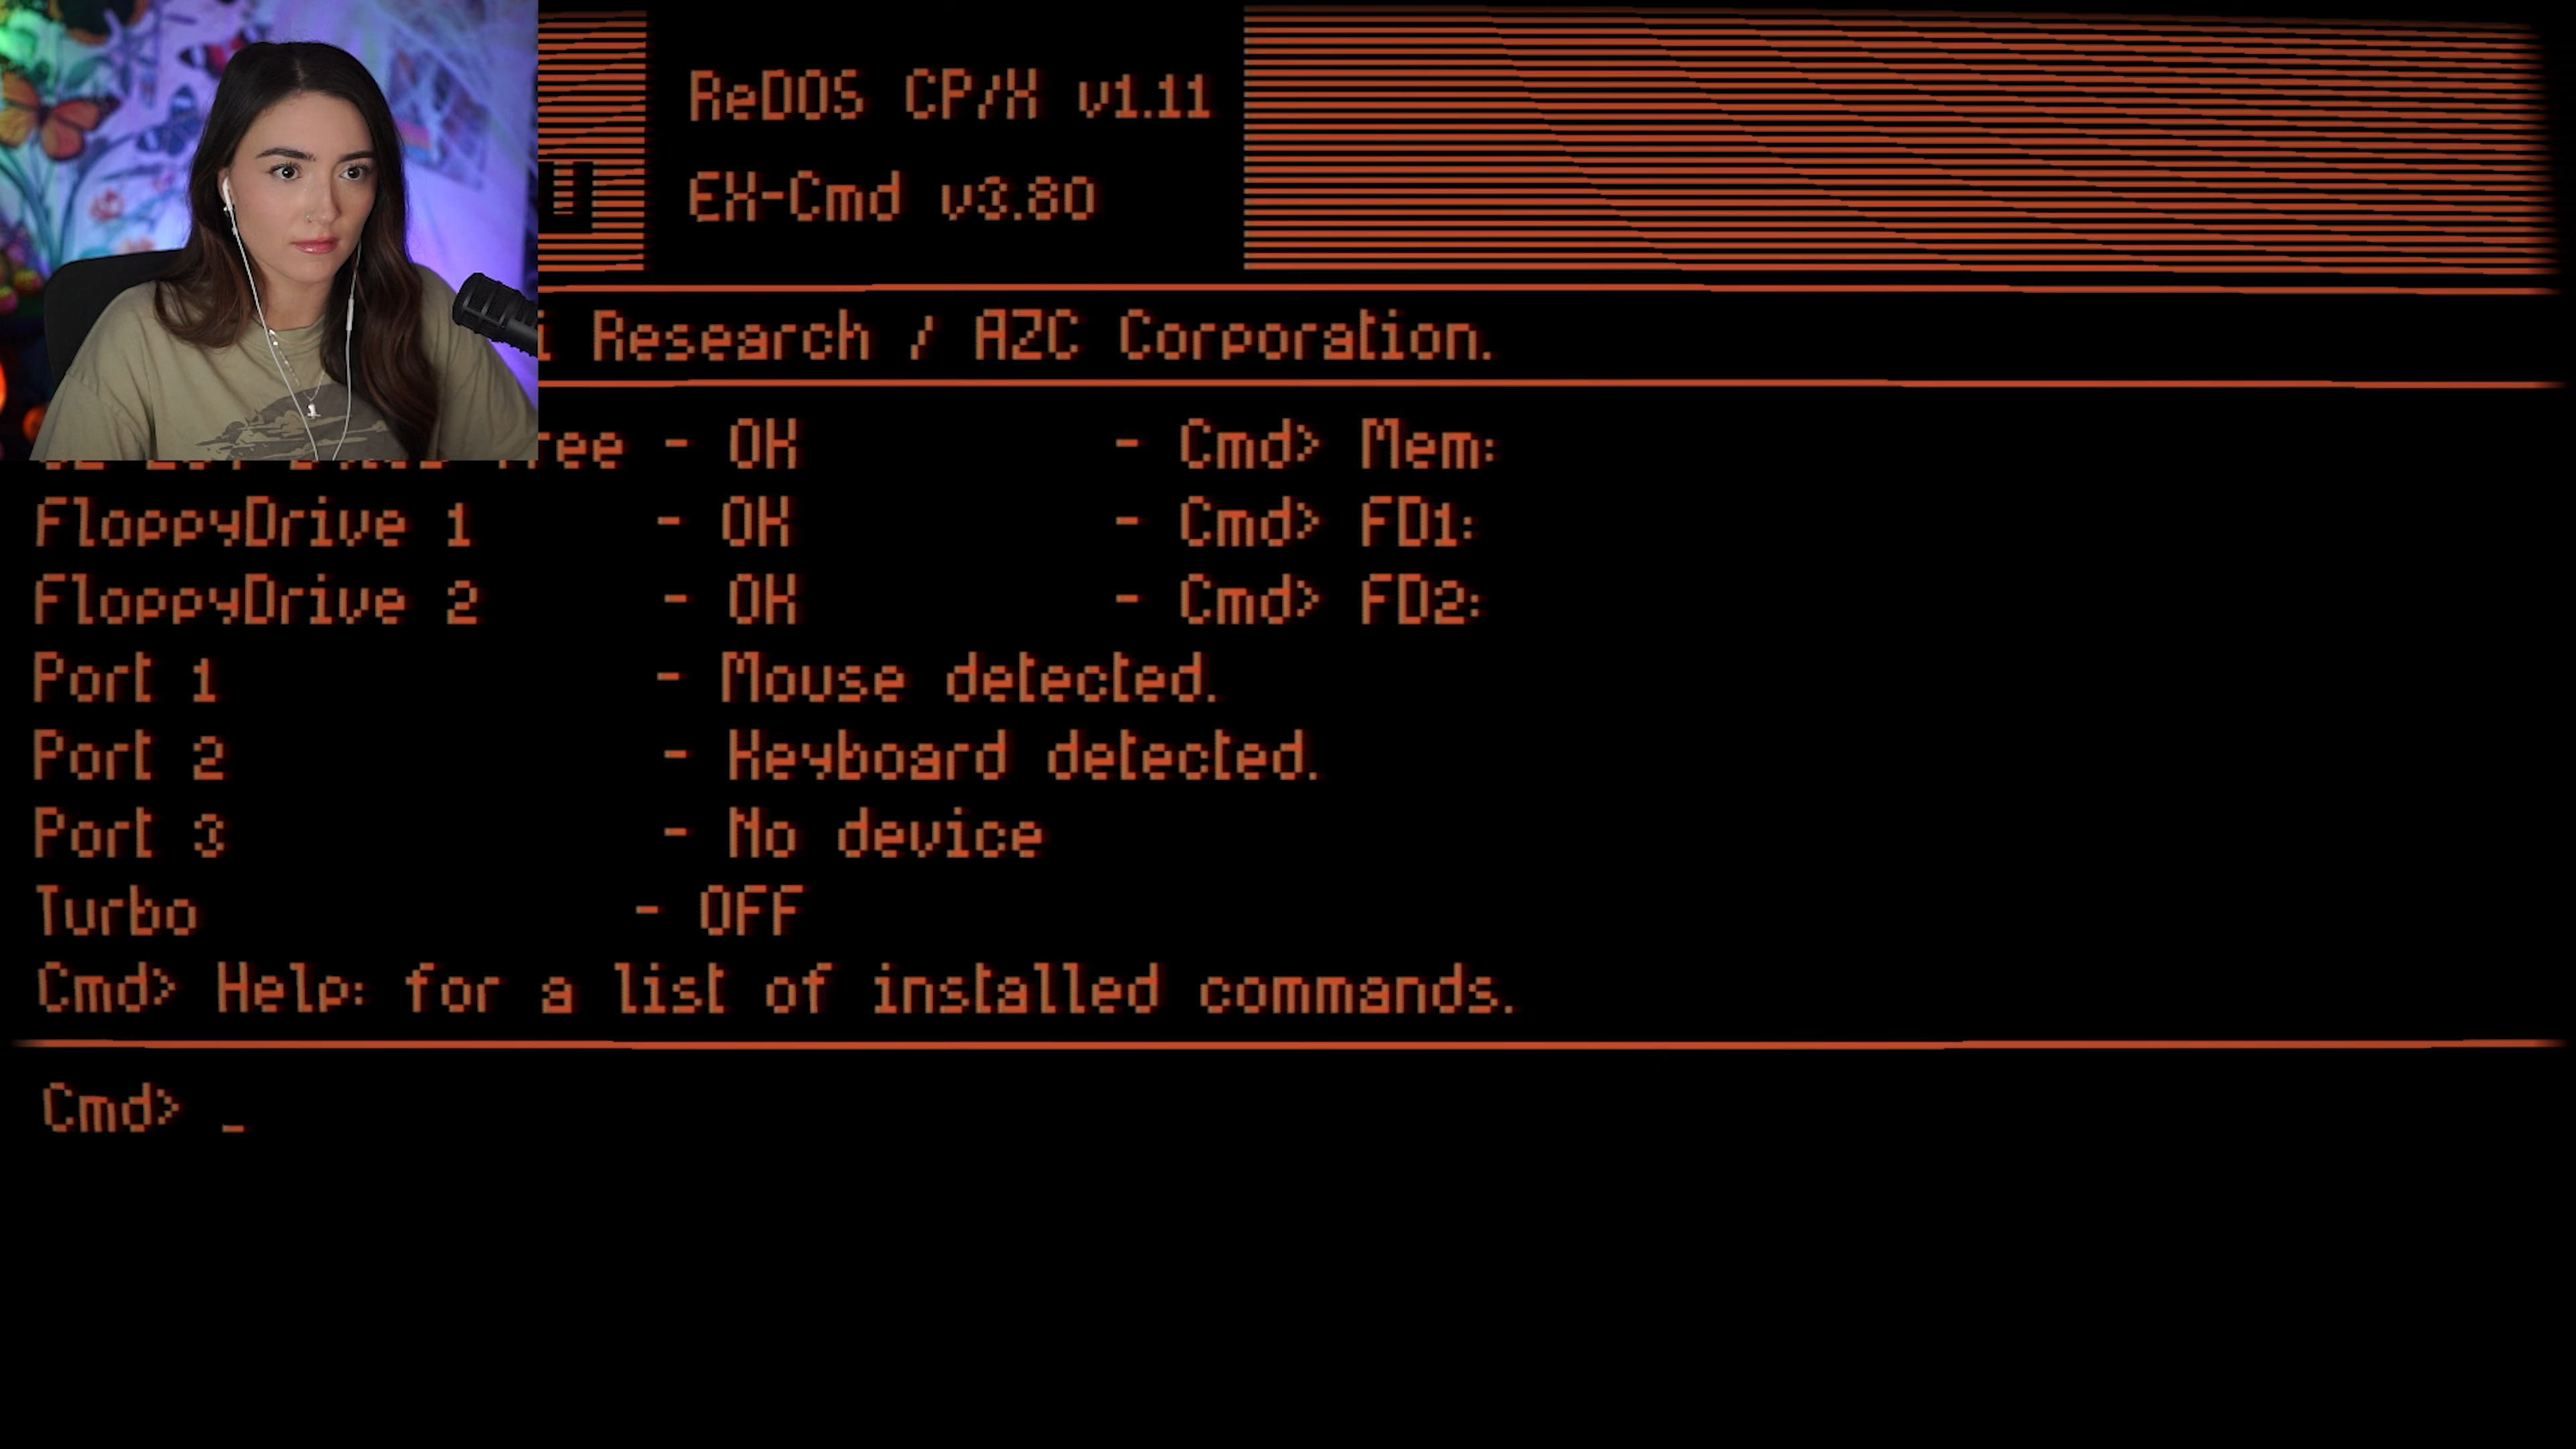 ReDOS CP/X v1.11
EX-Cmd v3.80
Research / AZC Corporation.
- OK - Cmd> Mem:
FloppyDrive 1 - OK - Cmd> FD1:
FloppyDrive 2 - OK - Cmd> FD2:
Port 1 - Mouse detected.
Port 2 - Keyboard detected.
Port 3 - No device
Turbo - OFF
Cmd> Help: for a list of installed commands.
Cmd> _